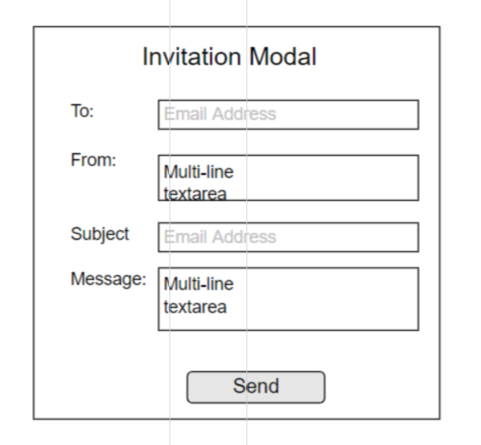 Invitation Modal
To:
Email Address
From:
Multi-line
textarea
Subject
Email Address
Message:
Multi-line
textarea
Send